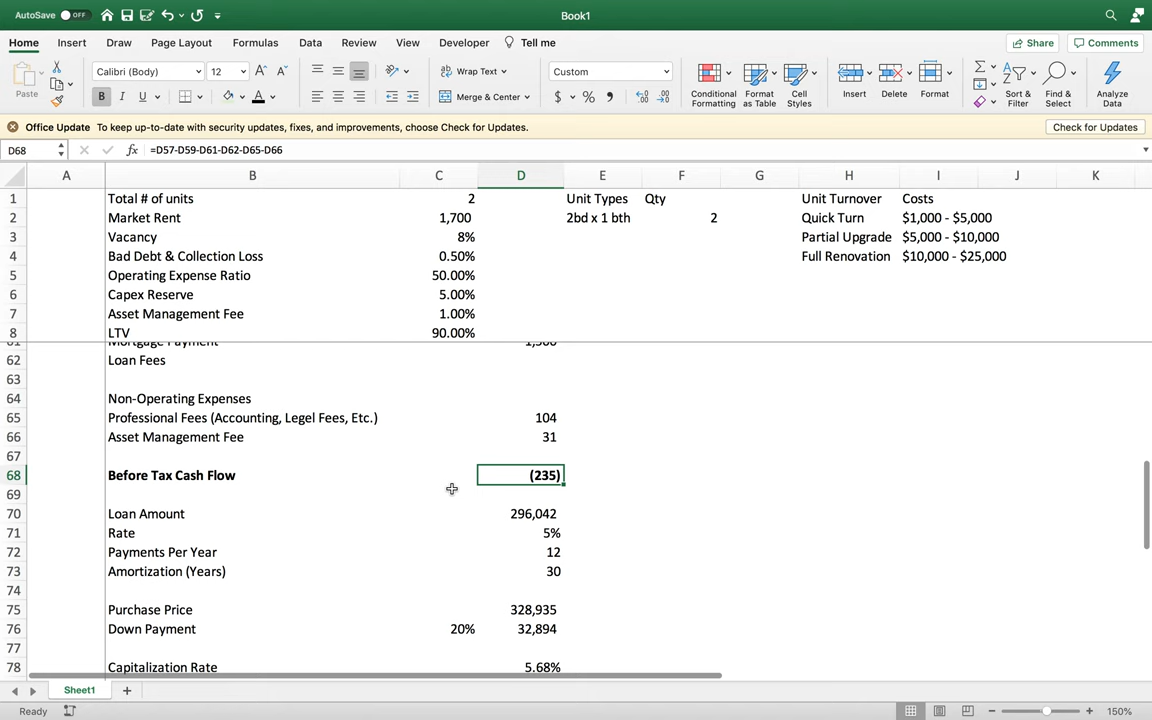 AutoSave OFF Book1
Home Insert Draw Page Layout Formulas Data Review View Developer Tell me Share Comments
Paste Calibri (Body) 12 A A B I U A ab Wrap Text Merge & Center Custom $ % , Conditional Formatting Format as Table Cell Styles Insert Delete Format Sort & Filter Find & Select Analyze Data
Office Update To keep up-to-date with security updates, fixes, and improvements, choose Check for Updates. Check for Updates
D68 fx =D57-D59-D61-D62-D65-D66
A B C D E F G H I J K
1 Total # of units 2 Unit Types Qty Unit Turnover Costs
2 Market Rent 1,700 2bd x 1 bth 2 Quick Turn $1,000 - $5,000
3 Vacancy 8% Partial Upgrade $5,000 - $10,000
4 Bad Debt & Collection Loss 0.50% Full Renovation $10,000 - $25,000
5 Operating Expense Ratio 50.00%
6 Capex Reserve 5.00%
7 Asset Management Fee 1.00%
8 LTV 90.00%
61 Mortgage Payment
62 Loan Fees
63
64 Non-Operating Expenses
65 Professional Fees (Accounting, Legel Fees, Etc.) 104
66 Asset Management Fee 31
67
68 Before Tax Cash Flow (235)
69
70 Loan Amount 296,042
71 Rate 5%
72 Payments Per Year 12
73 Amortization (Years) 30
74
75 Purchase Price 328,935
76 Down Payment 20% 32,894
77
78 Capitalization Rate 5.68%
Sheet1
Ready 150%